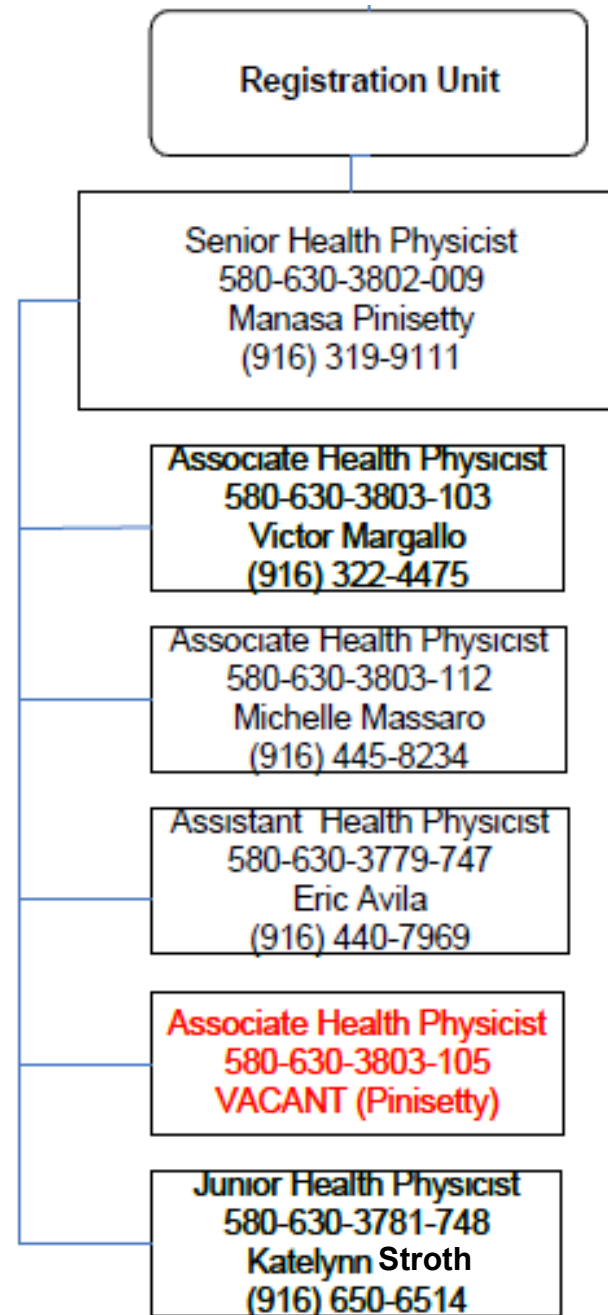 Registration Unit
Senior Health Physicist
580-630-3802-009
Manasa Pinisetty
(916) 319-9111
Associate Health Physicist
580-630-3803-103
Victor Margallo
(916) 322-4475
Associate Health Physicist
580-630-3803-112
Michelle Massaro
(916) 445-8234
Assistant Health Physicist
580-630-3779-747
Eric Avila
(916) 440-7969
Associate Health Physicist
580-630-3803-105
VACANT (Pinisetty)
Junior Health Physicist
580-630-3781-748
Katelynn Stroth
(916) 650-6514